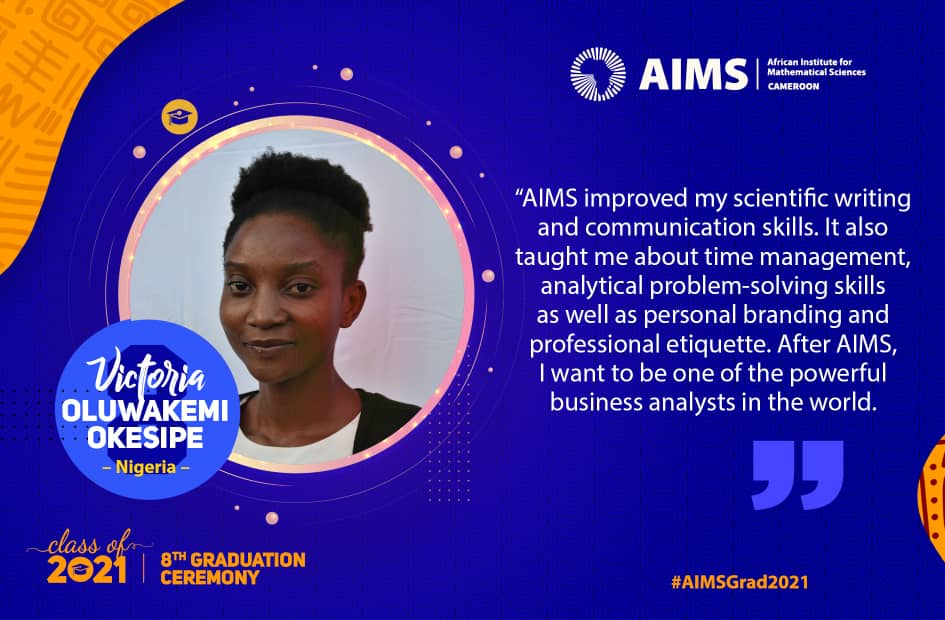 AIMS
African Institute for
Mathematical Sciences
CAMEROON
“AIMS improved my scientific writing
and communication skills. It also
taught me about time management,
analytical problem-solving skills
as well as personal branding and
professional etiquette. After AIMS,
I want to be one of the powerful
business analysts in the world.
”
8
Victoria
OLUWAKEMI
OKESIPE
– Nigeria –
class of
2021
8TH GRADUATION
CEREMONY
#AIMSGrad2021